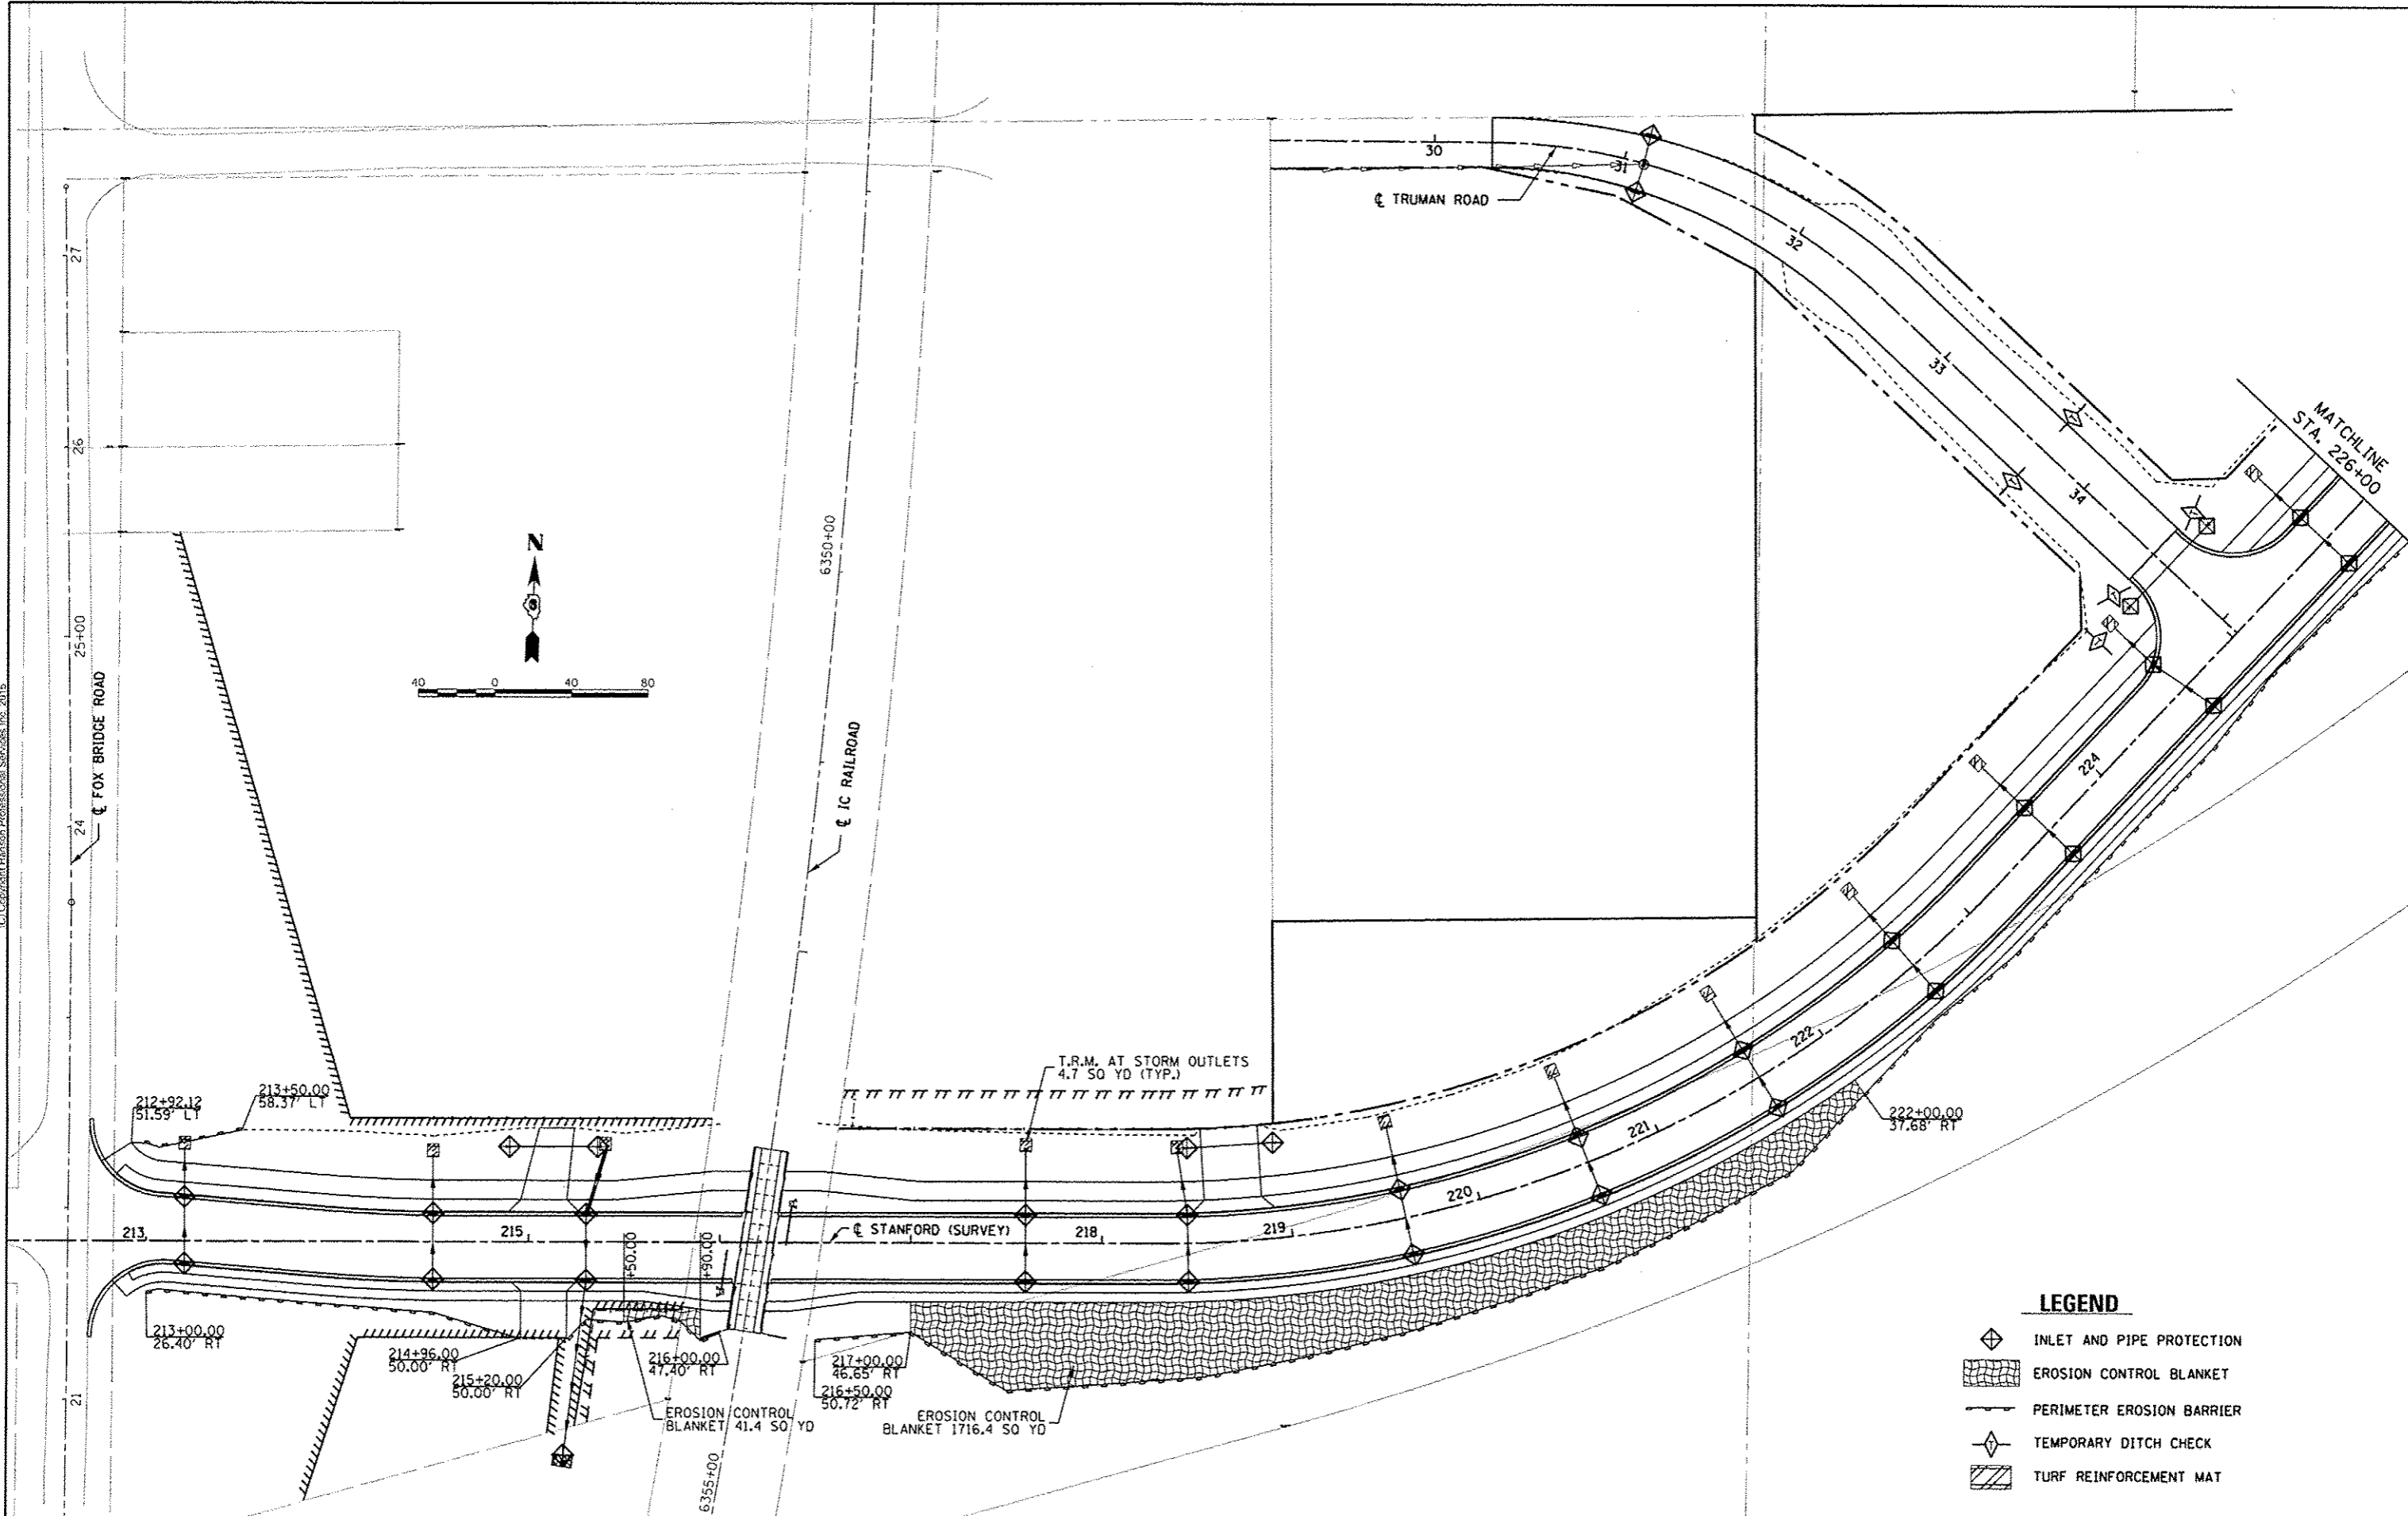 30
31
℄ TRUMAN ROAD
32
27
33
MATCHLINE
STA. 226+00
26
34
N
6350+00
25+00
40 0 40 80
℄ FOX BRIDGE ROAD
℄ IC RAILROAD
24
224
(C) Copyright Hanson Professional Services Inc. 2015
222
T.R.M. AT STORM OUTLETS
4.7 SQ YD (TYP.)
212+92.12
51.59' LT
213+50.00
58.37' LT
222+00.00
37.68' RT
221
220
213
215
+50.00
+90.00
℄ STANFORD (SURVEY)
218
219
213+00.00
26.40' RT
214+96.00
50.00' RT
215+20.00
50.00' RT
216+00.00
47.40' RT
217+00.00
46.65' RT
216+50.00
50.72' RT
21
EROSION CONTROL
BLANKET 41.4 SQ YD
EROSION CONTROL
BLANKET 1716.4 SQ YD
6355+00
LEGEND
INLET AND PIPE PROTECTION
EROSION CONTROL BLANKET
PERIMETER EROSION BARRIER
T TEMPORARY DITCH CHECK
TURF REINFORCEMENT MAT